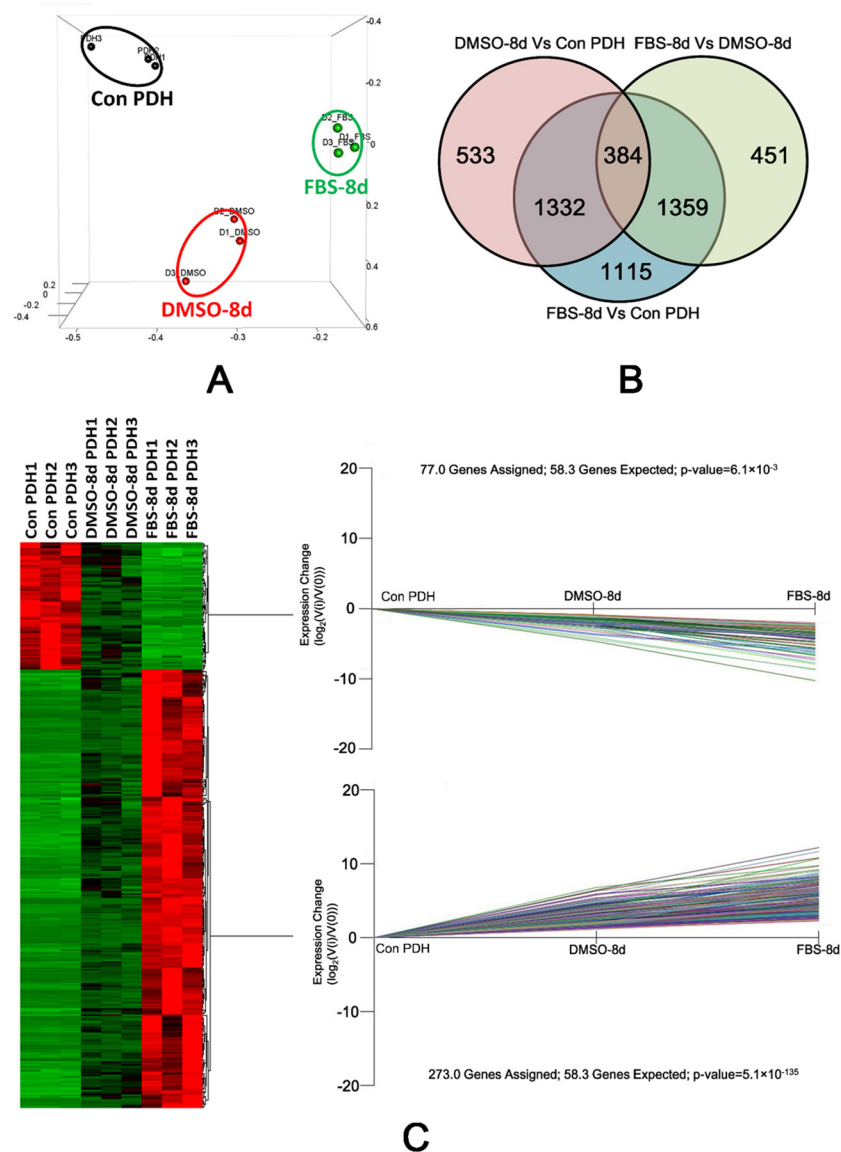 -0.4
-0.2
0
0.2
0.4
0.6
PDH3
PDH2
PDH1
Con PDH
D2_FBS
D1_FBS
D3_FBS
FBS-8d
D2_DMSO
D1_DMSO
D3_DMSO
DMSO-8d
0.2
0
-0.2
-0.4
-0.5
-0.4
-0.3
-0.2
A
DMSO-8d Vs Con PDH
FBS-8d Vs DMSO-8d
533
384
451
1332
1359
1115
FBS-8d Vs Con PDH
B
Con PDH1
Con PDH2
Con PDH3
DMSO-8d PDH1
DMSO-8d PDH2
DMSO-8d PDH3
FBS-8d PDH1
FBS-8d PDH2
FBS-8d PDH3
77.0 Genes Assigned; 58.3 Genes Expected; p-value=6.1×10⁻³
Expression Change
(log₂(V(i)/V(0)))
20
10
0
-10
-20
Con PDH
DMSO-8d
FBS-8d
Expression Change
(log₂(V(i)/V(0)))
20
10
0
-10
-20
Con PDH
DMSO-8d
FBS-8d
273.0 Genes Assigned; 58.3 Genes Expected; p-value=5.1×10⁻¹³⁵
C